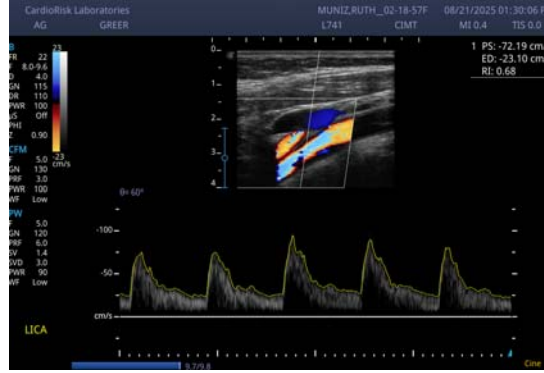 CardioRisk Laboratories MUNIZ,RUTH__02-18-57F 08/21/2025 01:30:06 P
AG GREER L741 CIMT MI 0.4 TIS 0.0
1 PS: -72.19 cm/
ED: -23.10 cm/
RI: 0.68
B
FR 22
F 8.0-9.6
D 4.0
GN 115
DR 110
PWR 100
µS Off
PHI
Z 0.90
23
-23
cm/s
CFM
F 5.0
GN 130
PRF 3.0
PWR 100
WF Low
PW
F 5.0
GN 120
PRF 6.0
SV 1.4
SVD 3.0
PWR 90
WF Low
0
1
2
3
4
θ= 60°
-100
-50
cm/s
LICA
9.7/9.8
Cine